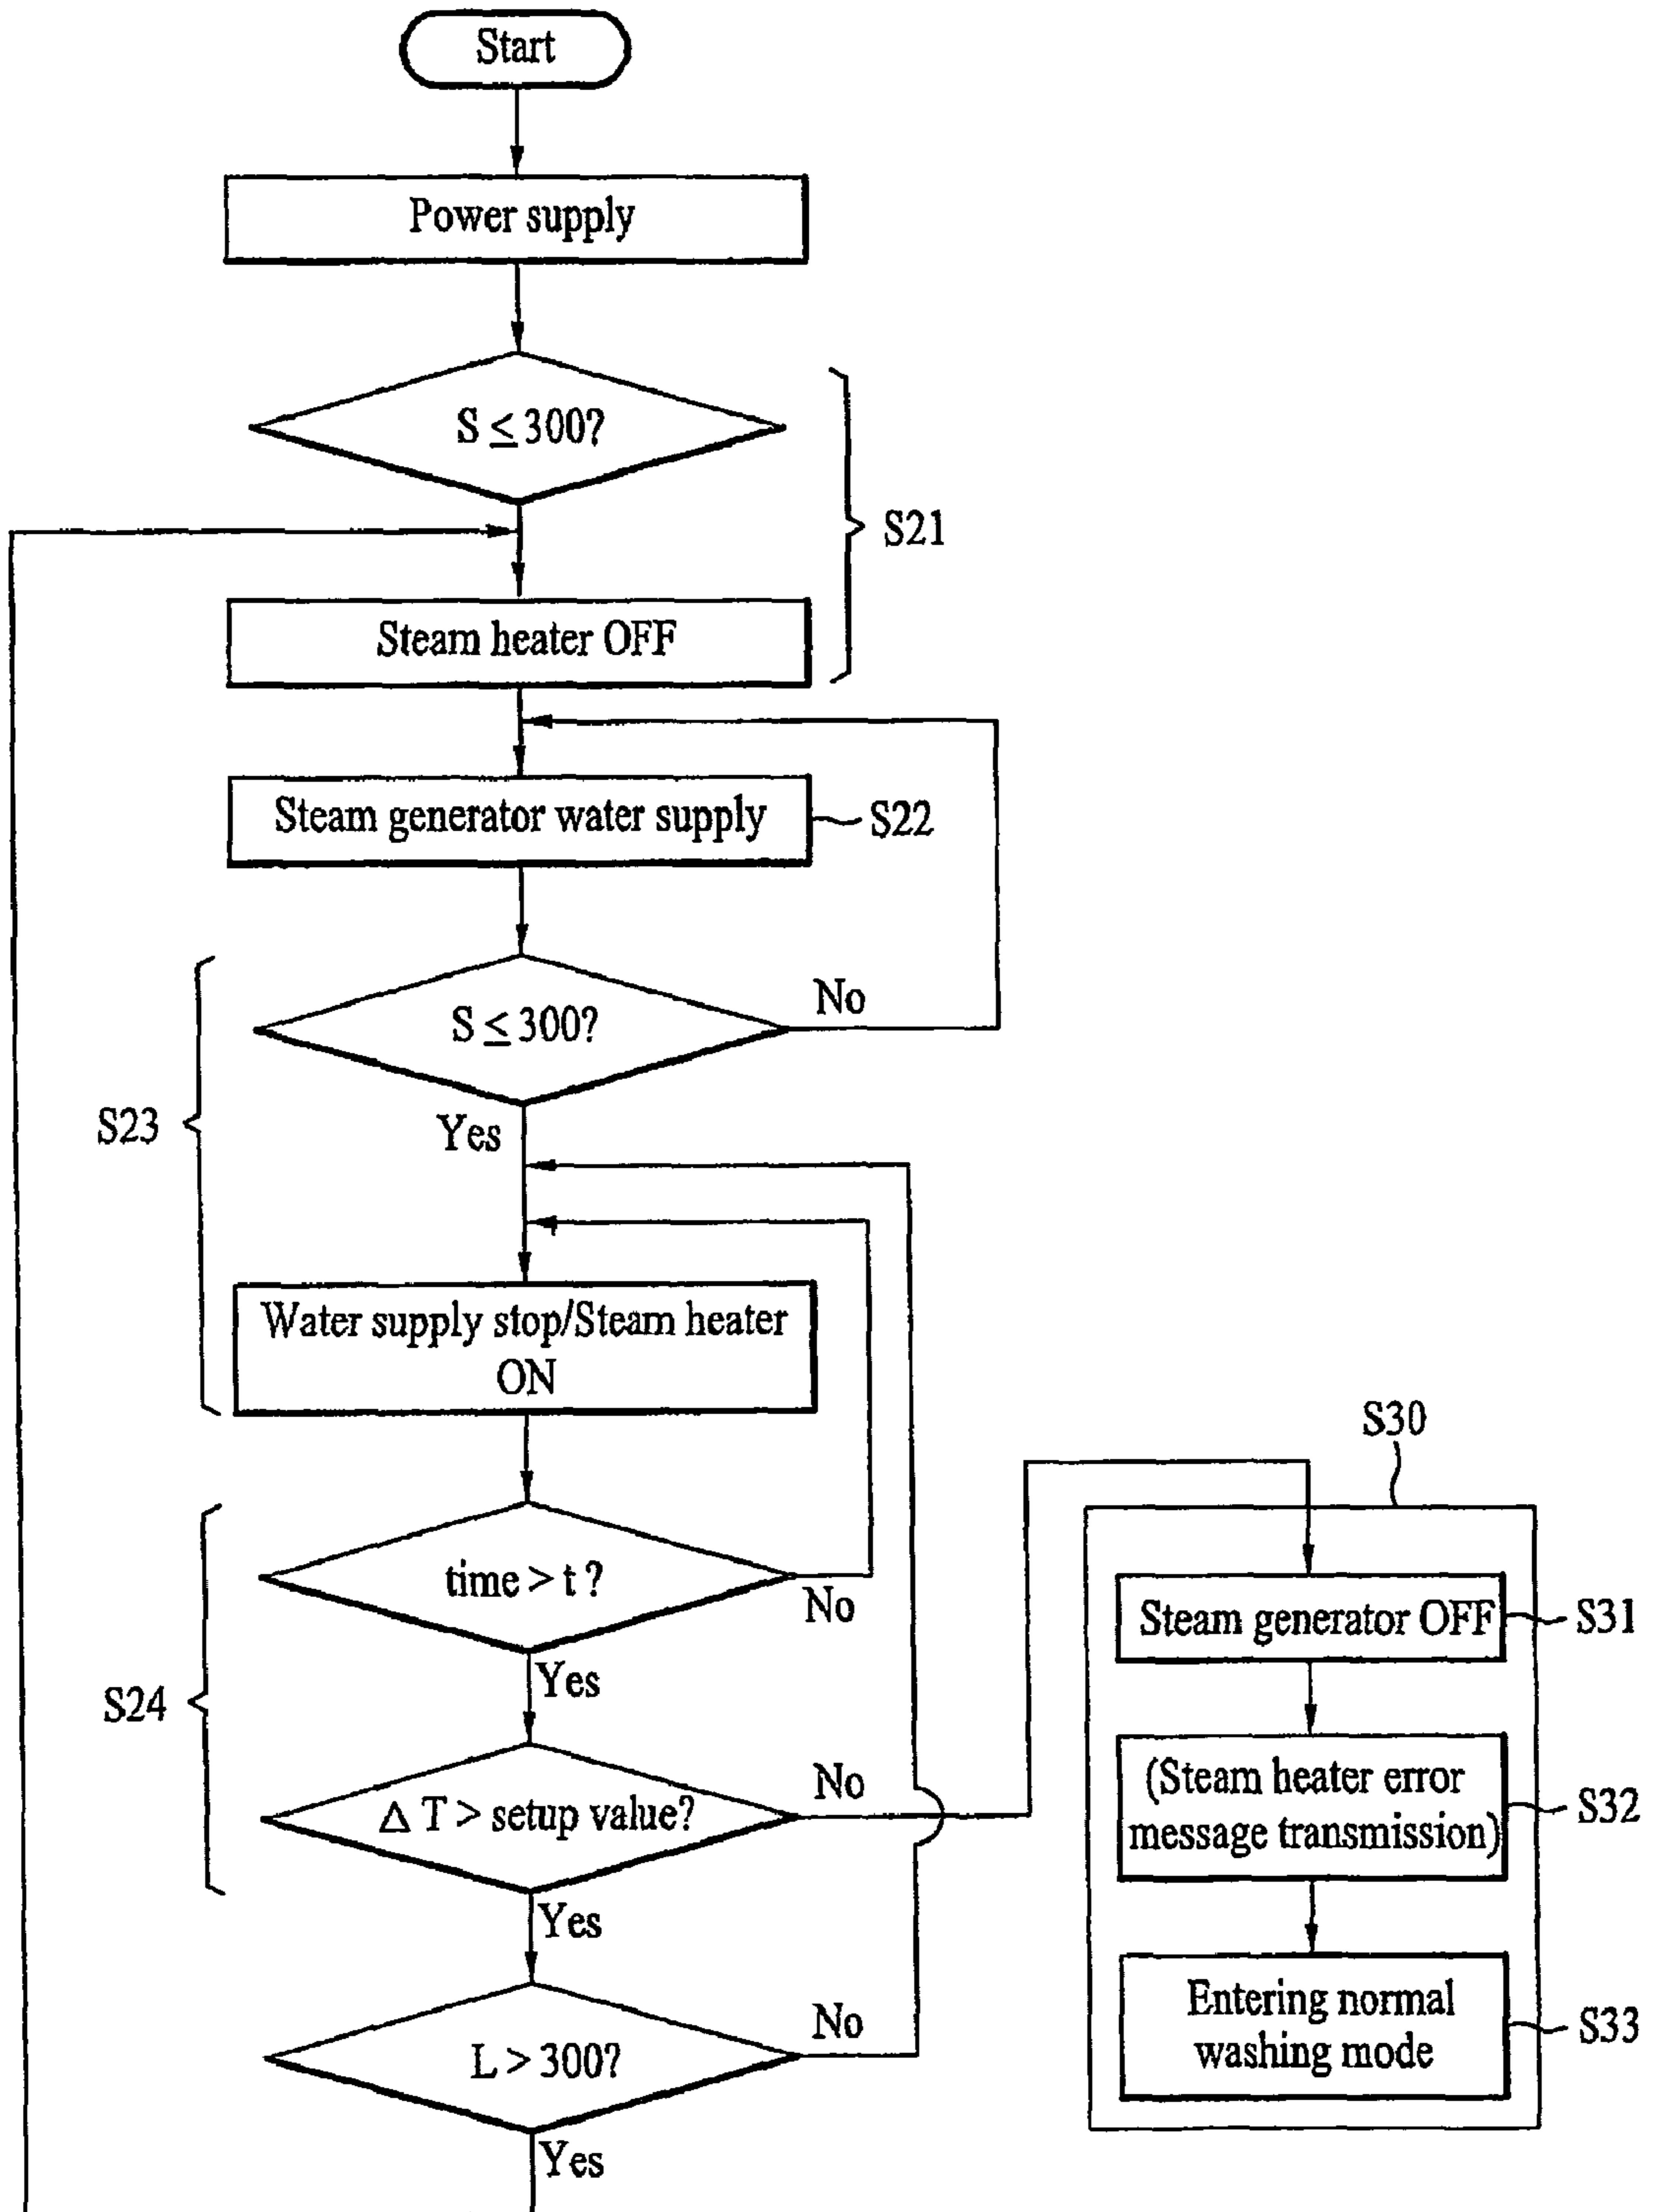 Start
Power supply
S ≤ 300?
S21
Steam heater OFF
Steam generator water supply
S22
S ≤ 300?
No
S23
Yes
Water supply stop/Steam heater
ON
time > t ?
No
S24
Yes
Δ T > setup value?
No
Yes
L > 300?
No
Yes
S30
Steam generator OFF
S31
(Steam heater error
message transmission)
S32
Entering normal
washing mode
S33